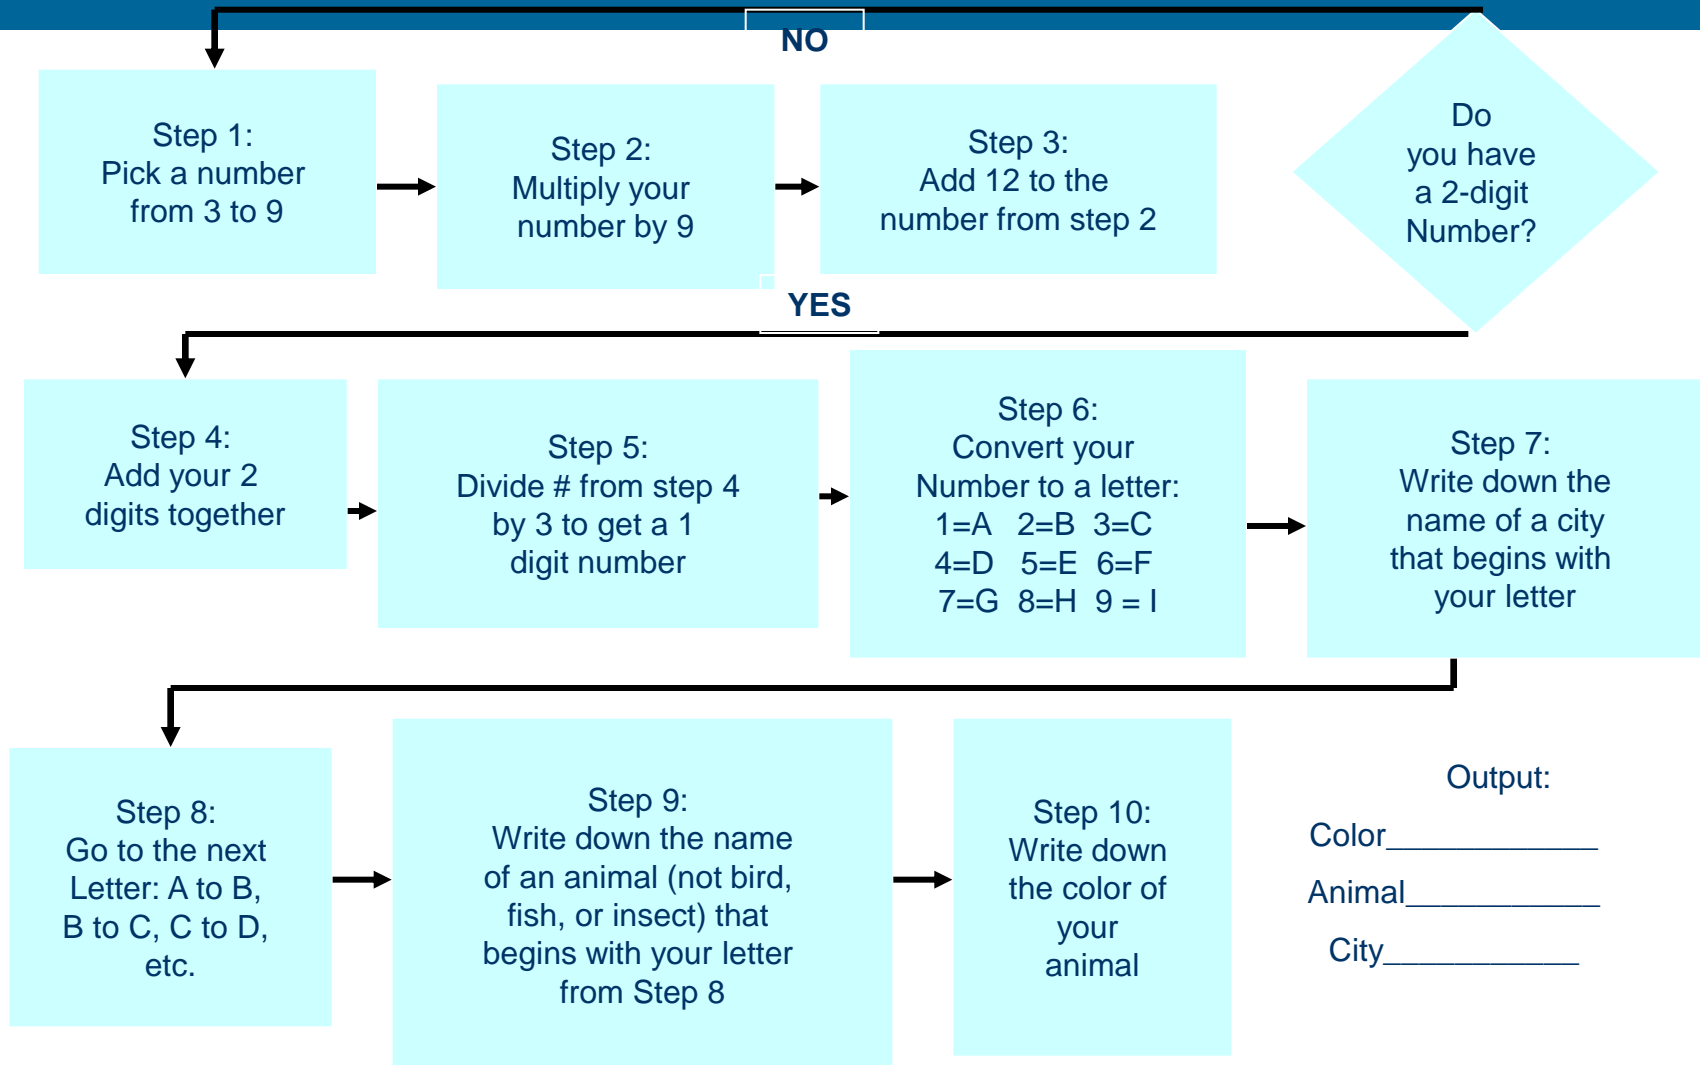 NO
Step 1:
Pick a number
from 3 to 9
Step 2:
Multiply your
number by 9
Step 3:
Add 12 to the
number from step 2
Do
you have
a 2-digit
Number?
YES
Step 4:
Add your 2
digits together
Step 5:
Divide # from step 4
by 3 to get a 1
digit number
Step 6:
Convert your
Number to a letter:
1=A 2=B 3=C
4=D 5=E 6=F
7=G 8=H 9 = I
Step 7:
Write down the
name of a city
that begins with
your letter
Step 8:
Go to the next
Letter: A to B,
B to C, C to D,
etc.
Step 9:
Write down the name
of an animal (not bird,
fish, or insect) that
begins with your letter
from Step 8
Step 10:
Write down
the color of
your
animal
Output:
Color____________
Animal___________
City___________